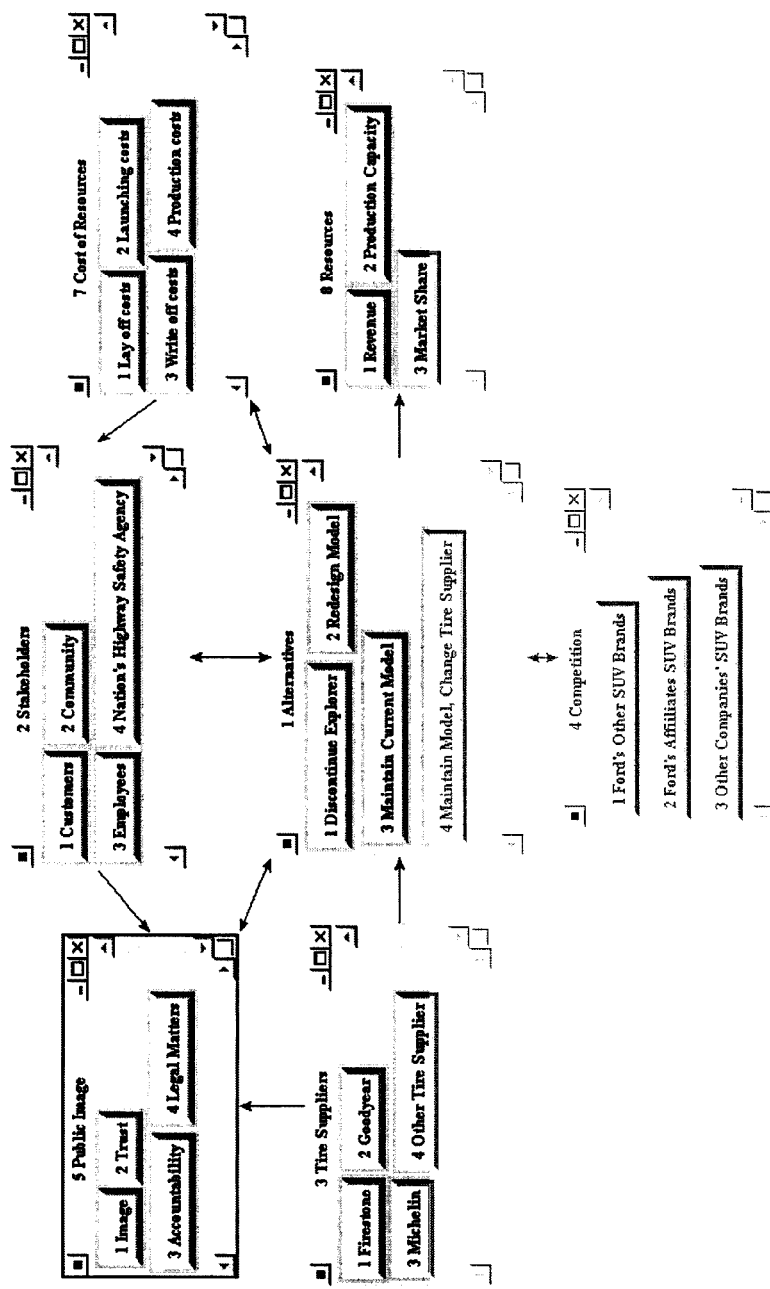 5 Public Image
1 Image
2 Trust
3 Accountability
4 Legal Matters
2 Stakeholders
1 Customers
2 Community
3 Employees
4 Nation's Highway Safety Agency
7 Cost of Resources
1 Lay off costs
2 Launching costs
3 Write off costs
4 Production costs
3 Tire Suppliers
1 Firestone
2 Goodyear
3 Michelin
4 Other Tire Supplier
1 Alternatives
1 Discontinue Explorer
2 Redesign Model
3 Maintain Current Model
4 Maintain Model, Change Tire Supplier
8 Resources
1 Revenue
2 Production Capacity
3 Market Share
4 Competition
1 Ford's Other SUV Brands
2 Ford's Affiliates SUV Brands
3 Other Companies' SUV Brands